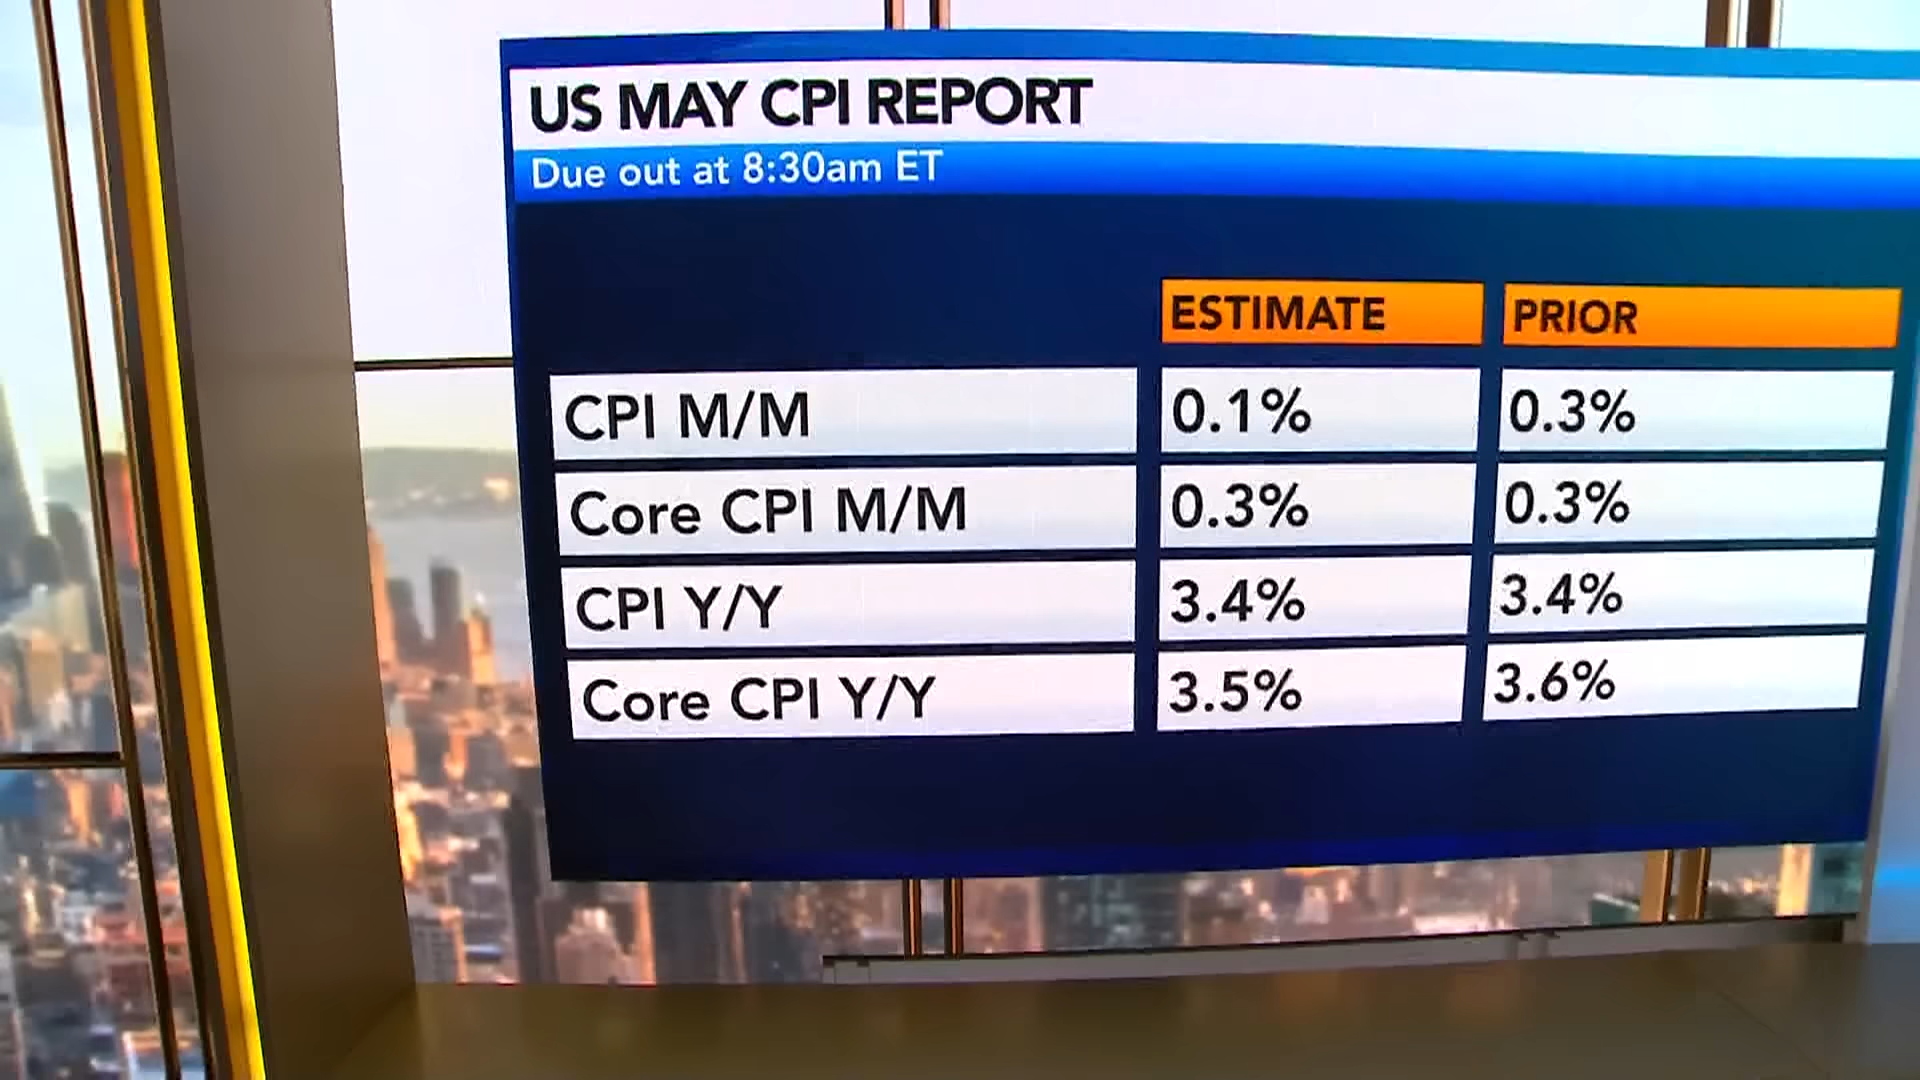 US MAY CPI REPORT
Due out at 8:30am ET
ESTIMATE PRIOR
CPI M/M 0.1% 0.3%
Core CPI M/M 0.3% 0.3%
CPI Y/Y 3.4% 3.4%
Core CPI Y/Y 3.5% 3.6%